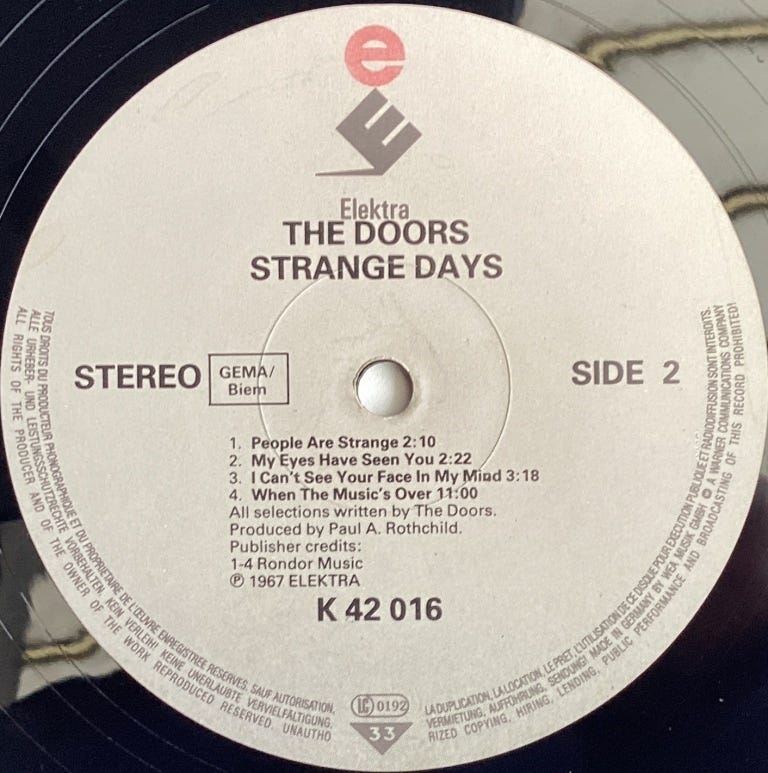 e
E
Elektra
THE DOORS
STRANGE DAYS
STEREO
GEMA/
Biem
SIDE 2
1. People Are Strange 2:10
2. My Eyes Have Seen You 2:22
3. I Can't See Your Face In My Mind 3:18
4. When The Music's Over 11:00
All selections written by The Doors.
Produced by Paul A. Rothchild.
Publisher credits:
1-4 Rondor Music
Ⓟ 1967 ELEKTRA
K 42 016
TOUS DROITS DU PRODUCTEUR PHONOGRAPHIQUE ET DU PROPRIETAIRE DE L'ŒUVRE ENREGISTREE RESERVES. SAUF AUTORISATION,
LA DUPLICATION, LA LOCATION, LE PRET, L'UTILISATION DE CE DISQUE POUR EXECUTION PUBLIQUE ET RADIODIFFUSION SONT INTERDITS.
ALLE URHEBER- UND LEISTUNGSSCHUTZRECHTE VORBEHALTEN. KEIN VERLEIH! KEINE UNERLAUBTE VERVIELFÄLTIGUNG,
VERMIETUNG, AUFFÜHRUNG, SENDUNG! MADE IN GERMANY BY WEA MUSIK GMBH A WARNER COMMUNICATIONS COMPANY
ALL RIGHTS OF THE PRODUCER AND OF THE OWNER OF THE WORK REPRODUCED RESERVED UNAUTHO
RIZED COPYING, HIRING, LENDING, PUBLIC PERFORMANCE AND BROADCASTING OF THIS RECORD PROHIBITED!
LC 0192
33